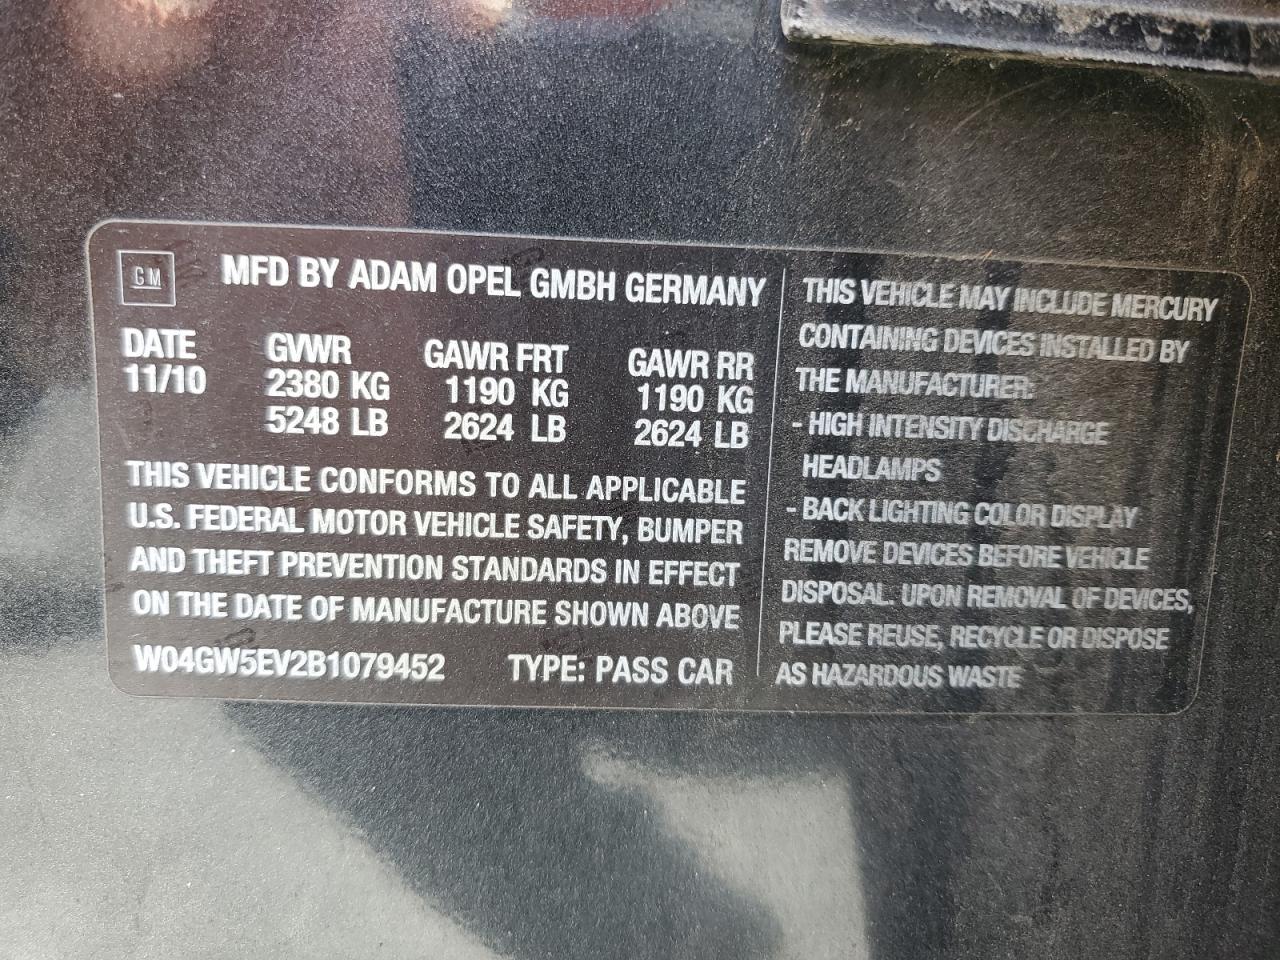 GM MFD BY ADAM OPEL GMBH GERMANY
DATE GVWR GAWR FRT GAWR RR
11/10 2380 KG 1190 KG 1190 KG
5248 LB 2624 LB 2624 LB
THIS VEHICLE CONFORMS TO ALL APPLICABLE
U.S. FEDERAL MOTOR VEHICLE SAFETY, BUMPER
AND THEFT PREVENTION STANDARDS IN EFFECT
ON THE DATE OF MANUFACTURE SHOWN ABOVE
W04GW5EV2B1079452 TYPE: PASS CAR
THIS VEHICLE MAY INCLUDE MERCURY
CONTAINING DEVICES INSTALLED BY
THE MANUFACTURER:
- HIGH INTENSITY DISCHARGE
HEADLAMPS
- BACK LIGHTING COLOR DISPLAY
REMOVE DEVICES BEFORE VEHICLE
DISPOSAL. UPON REMOVAL OF DEVICES,
PLEASE REUSE, RECYCLE OR DISPOSE
AS HAZARDOUS WASTE